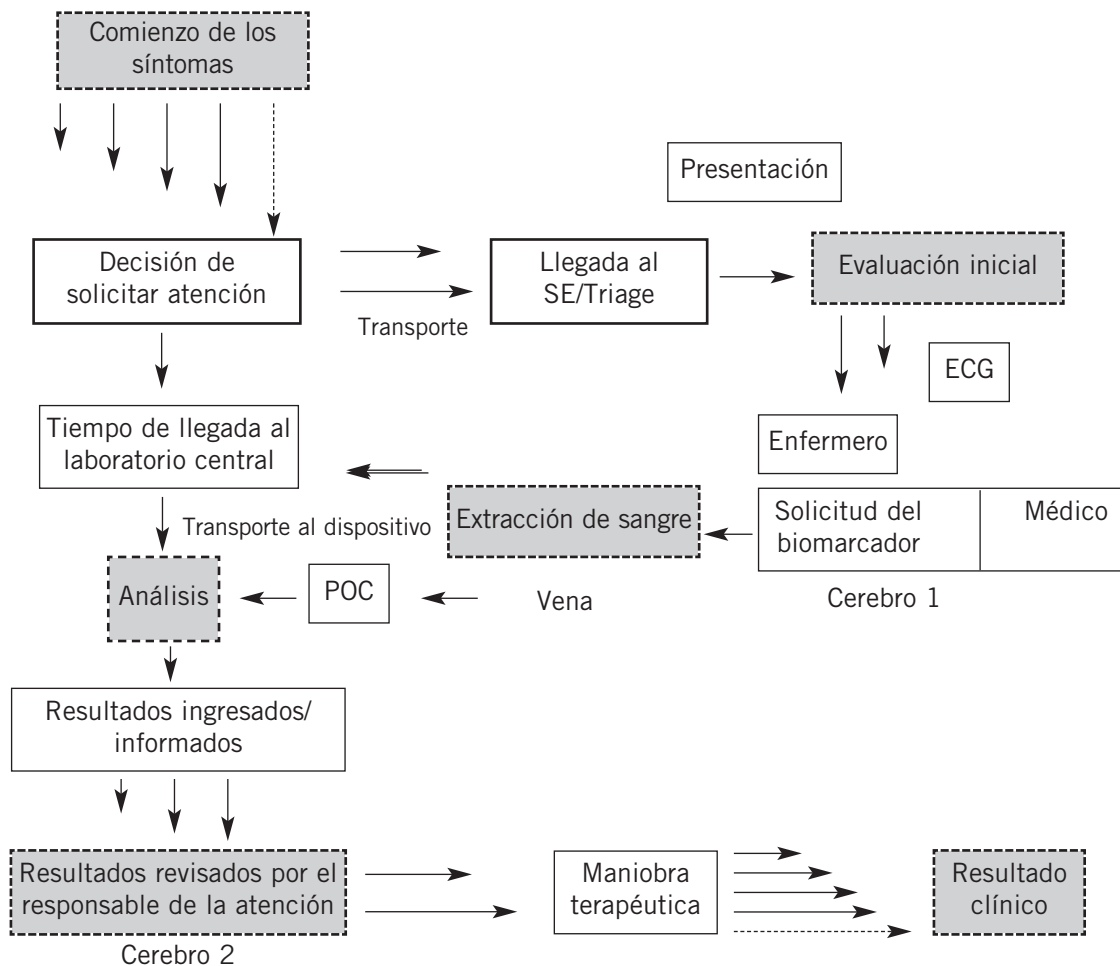 Comienzo de los
síntomas
Presentación
Decisión de
solicitar atención
Transporte
Llegada al
SE/Triage
Evaluación inicial
ECG
Enfermero
Tiempo de llegada al
laboratorio central
Transporte al dispositivo
Extracción de sangre
Solicitud del
biomarcador
Médico
Cerebro 1
Análisis
POC
Vena
Resultados ingresados/
informados
Resultados revisados por el
responsable de la atención
Cerebro 2
Maniobra
terapéutica
Resultado
clínico